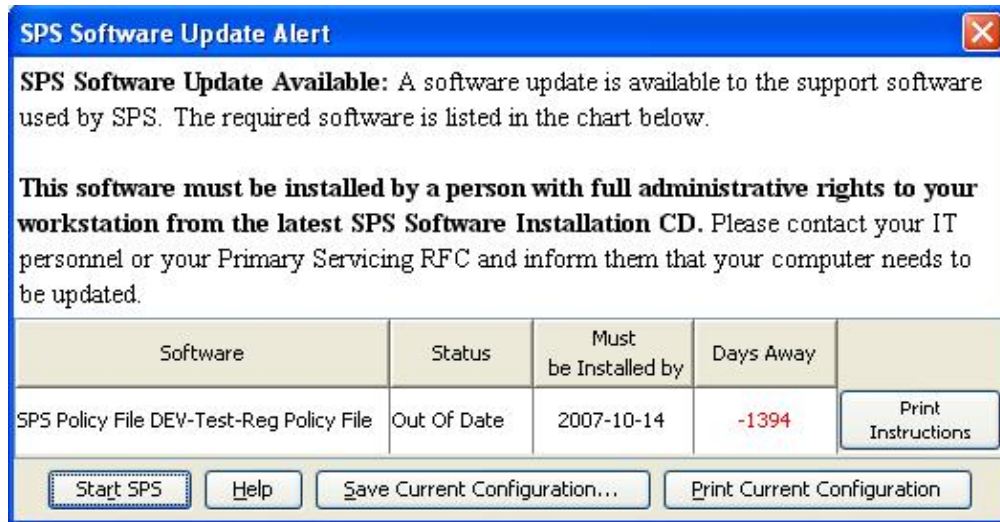 SPS Software Update Alert
SPS Software Update Available: A software update is available to the support software
used by SPS. The required software is listed in the chart below.
This software must be installed by a person with full administrative rights to your
workstation from the latest SPS Software Installation CD. Please contact your IT
personnel or your Primary Servicing RFC and inform them that your computer needs to
be updated.
Software Status Must be Installed by Days Away
SPS Policy File DEV-Test-Reg Policy File Out Of Date 2007-10-14 -1394 Print Instructions
Start SPS Help Save Current Configuration... Print Current Configuration